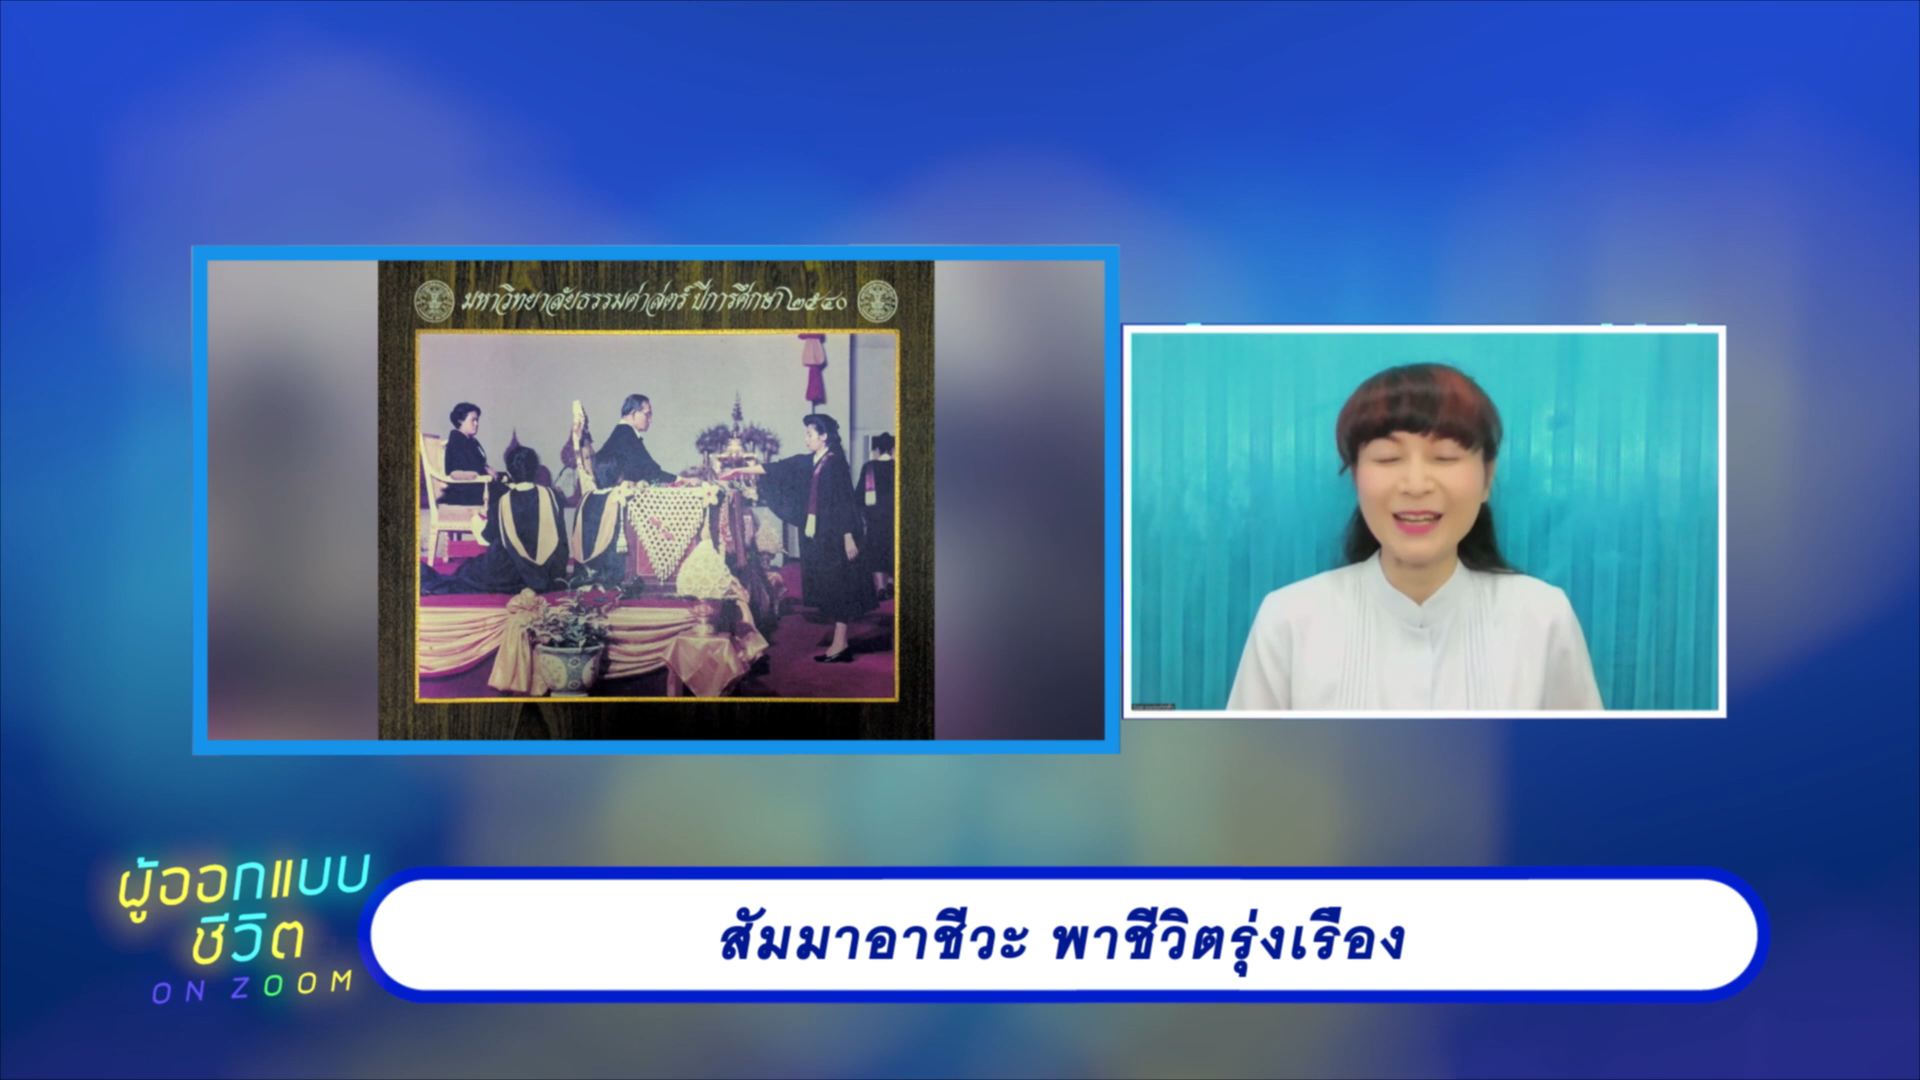 มหาวิทยาลัยธรรมศาสตร์ ปีการศึกษา ๒๕๔๐
ผู้ออกแบบ
ชีวิต
ON ZOOM
สัมมาอาชีวะ พาชีวิตรุ่งเรือง